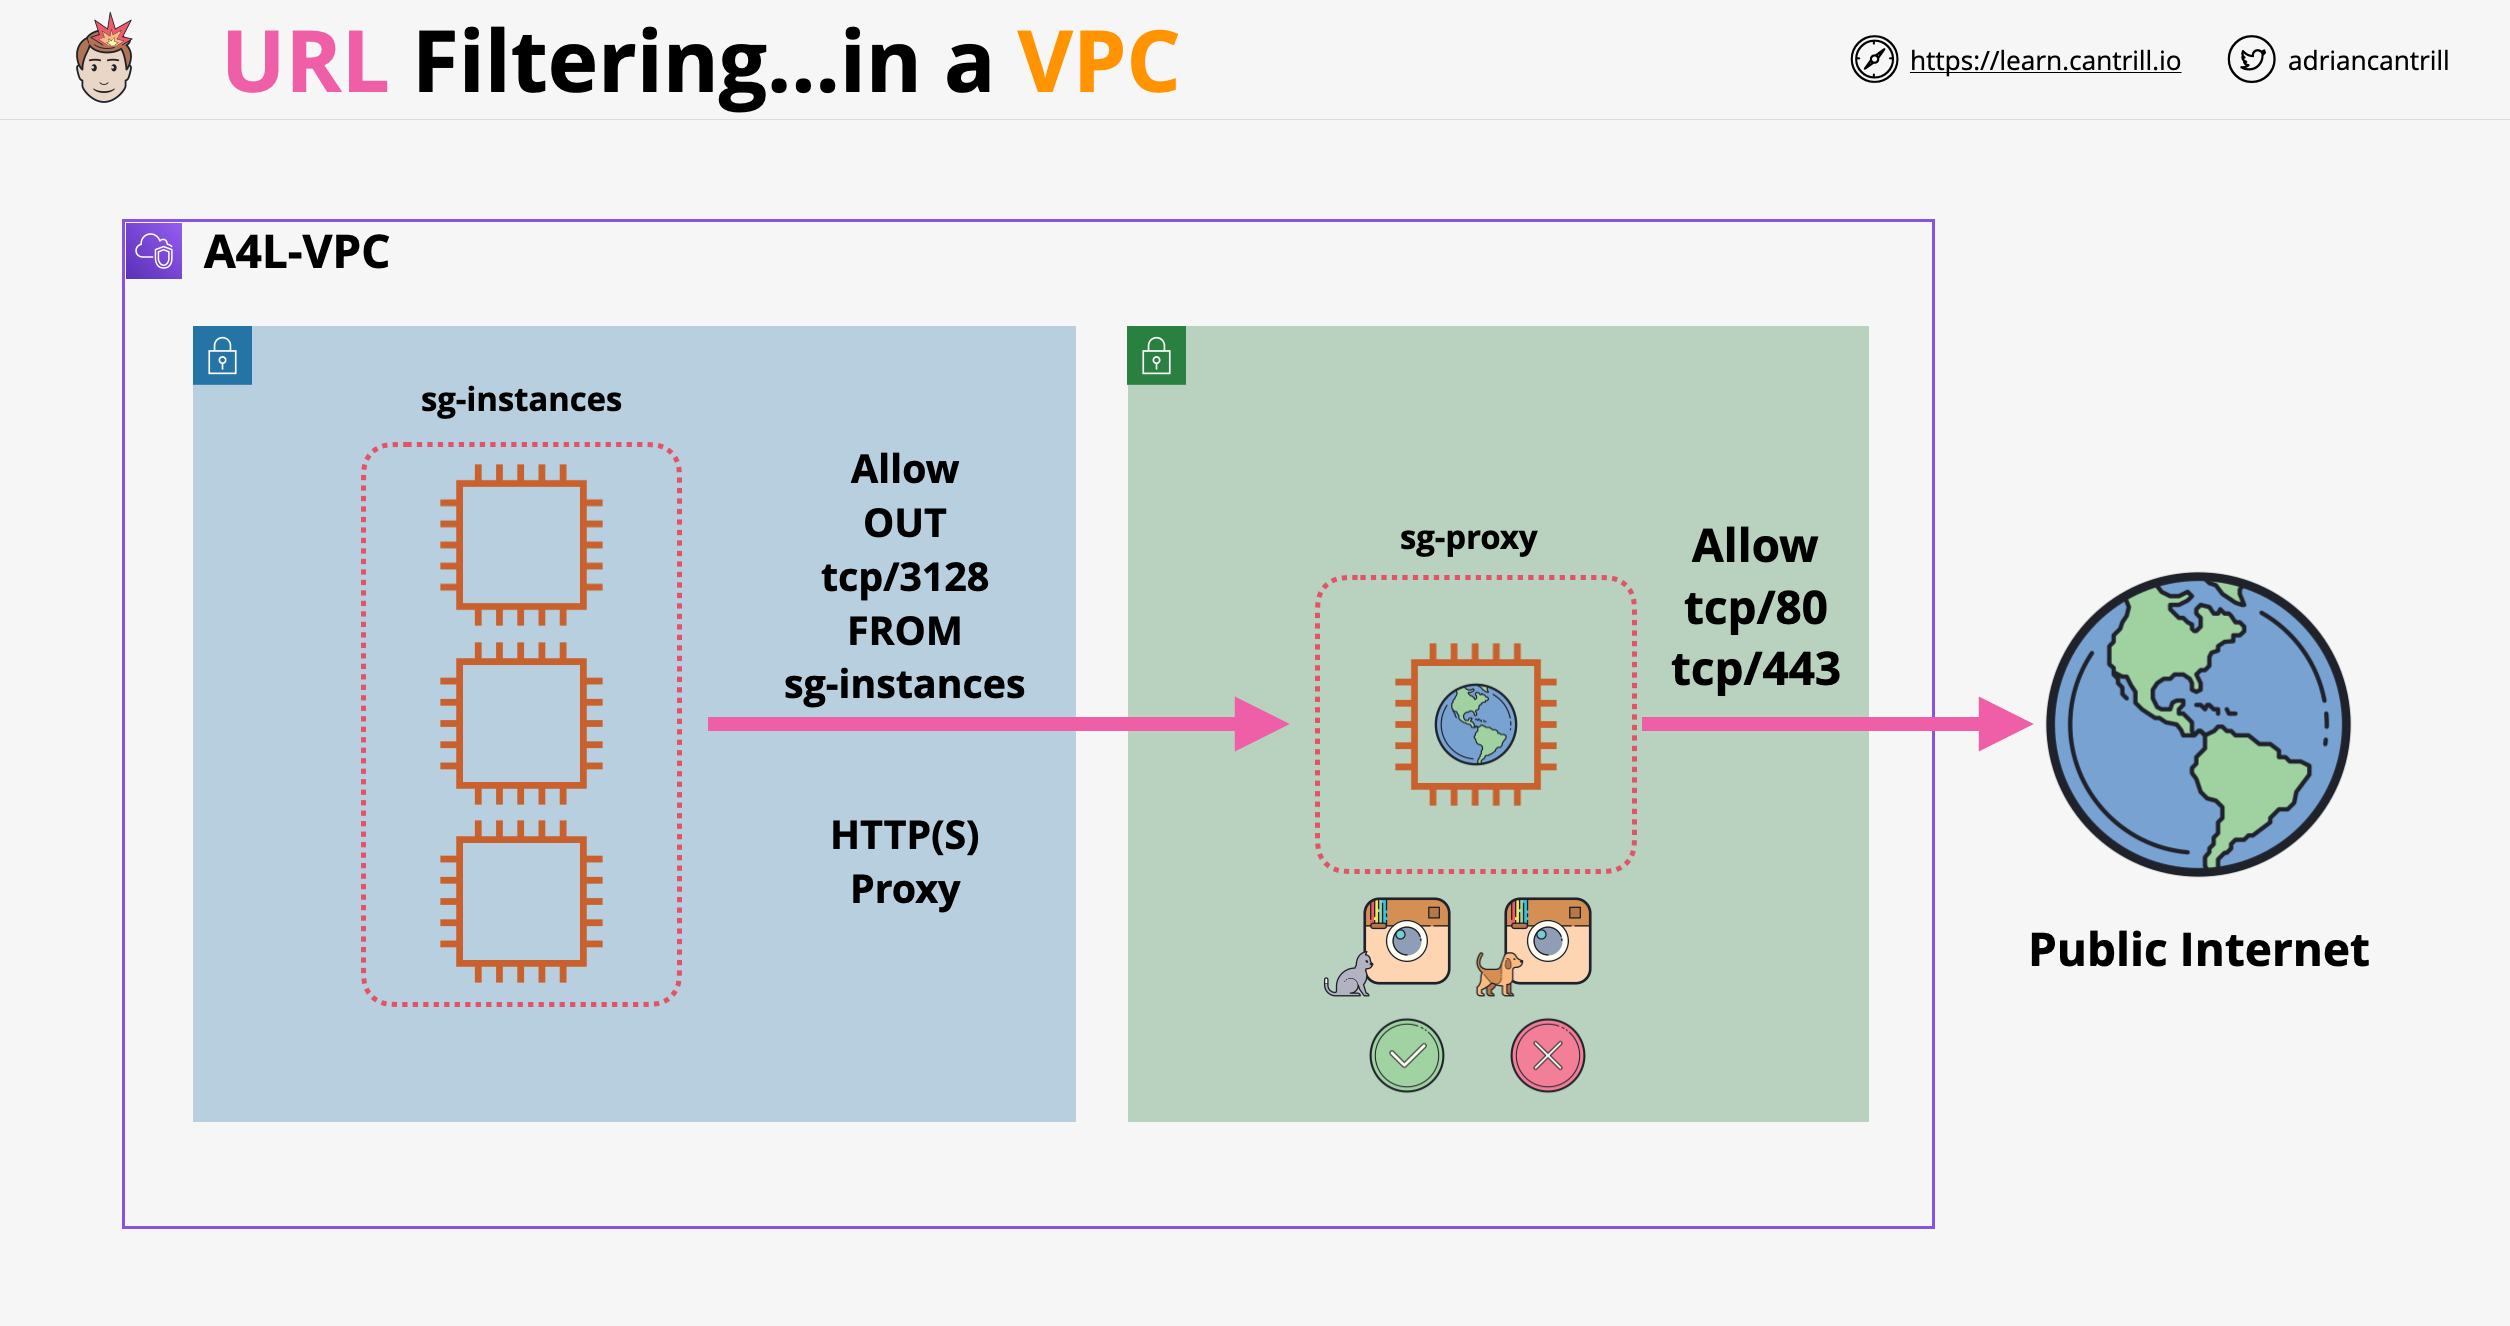 URL Filtering...in a VPC
https://learn.cantrill.io
adriancantrill
A4L-VPC
sg-instances
Allow
OUT
tcp/3128
FROM
sg-instances
HTTP(S)
Proxy
sg-proxy
Allow
tcp/80
tcp/443
Public Internet